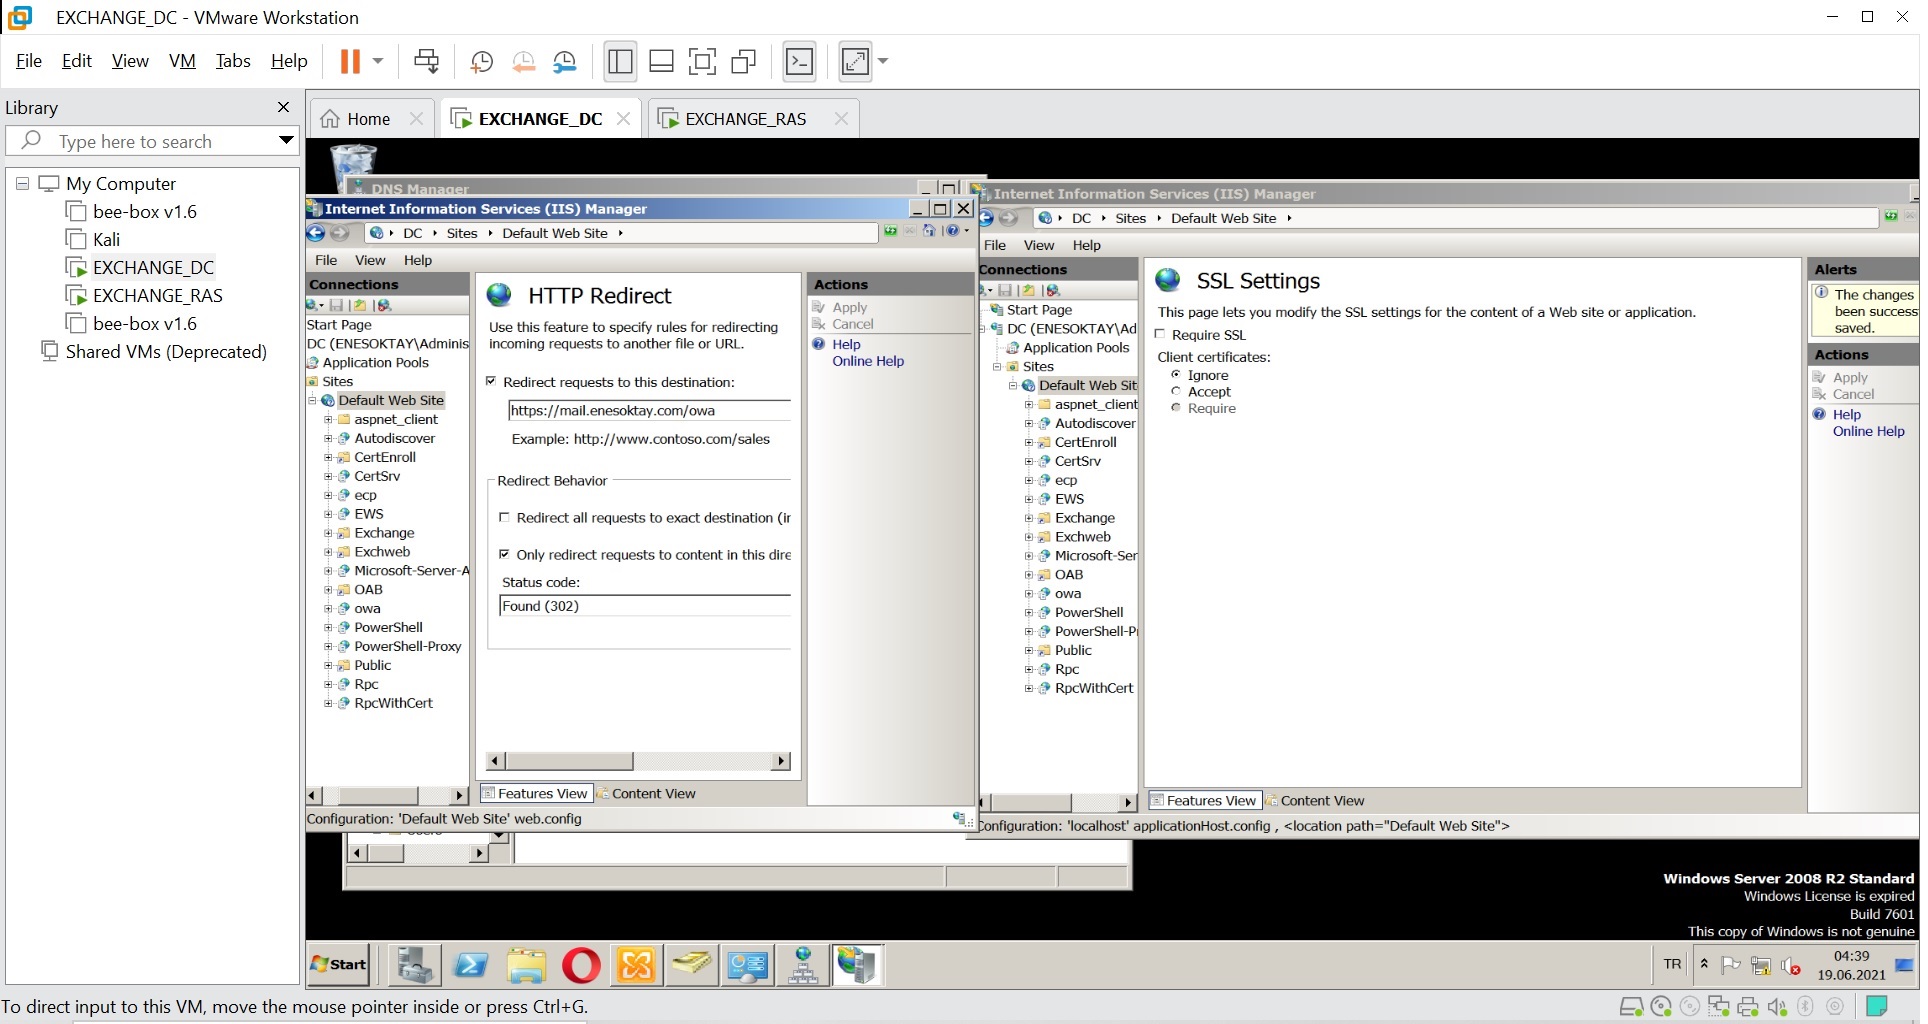 EXCHANGE_DC - VMware Workstation
File Edit View VM Tabs Help
Library
Type here to search
My Computer
bee-box v1.6
Kali
EXCHANGE_DC
EXCHANGE_RAS
bee-box v1.6
Shared VMs (Deprecated)
Home
EXCHANGE_DC
EXCHANGE_RAS
DNS Manager
Internet Information Services (IIS) Manager
DC Sites Default Web Site
File View Help
Connections
Start Page
DC (ENESOKTAY\Adminis
Application Pools
Sites
Default Web Site
aspnet_client
Autodiscover
CertEnroll
CertSrv
ecp
EWS
Exchange
Exchweb
Microsoft-Server-A
OAB
owa
PowerShell
PowerShell-Proxy
Public
Rpc
RpcWithCert
HTTP Redirect
Use this feature to specify rules for redirecting
incoming requests to another file or URL.
Redirect requests to this destination:
https://mail.enesoktay.com/owa
Example: http://www.contoso.com/sales
Redirect Behavior
Redirect all requests to exact destination (ir
Only redirect requests to content in this dire
Status code:
Found (302)
Features View Content View
Actions
Apply
Cancel
Help
Online Help
Configuration: 'Default Web Site' web.config
Internet Information Services (IIS) Manager
DC Sites Default Web Site
File View Help
Connections
Start Page
DC (ENESOKTAY\Ad
Application Pools
Sites
Default Web Sit
aspnet_client
Autodiscover
CertEnroll
CertSrv
ecp
EWS
Exchange
Exchweb
Microsoft-Ser
OAB
owa
PowerShell
PowerShell-P
Public
Rpc
RpcWithCert
SSL Settings
This page lets you modify the SSL settings for the content of a Web site or application.
Require SSL
Client certificates:
Ignore
Accept
Require
Features View Content View
Alerts
The changes
been success
saved.
Actions
Apply
Cancel
Help
Online Help
Configuration: 'localhost' applicationHost.config , <location path="Default Web Site">
Windows Server 2008 R2 Standard
Windows License is expired
Build 7601
This copy of Windows is not genuine
Start
TR
04:39
19.06.2021
To direct input to this VM, move the mouse pointer inside or press Ctrl+G.